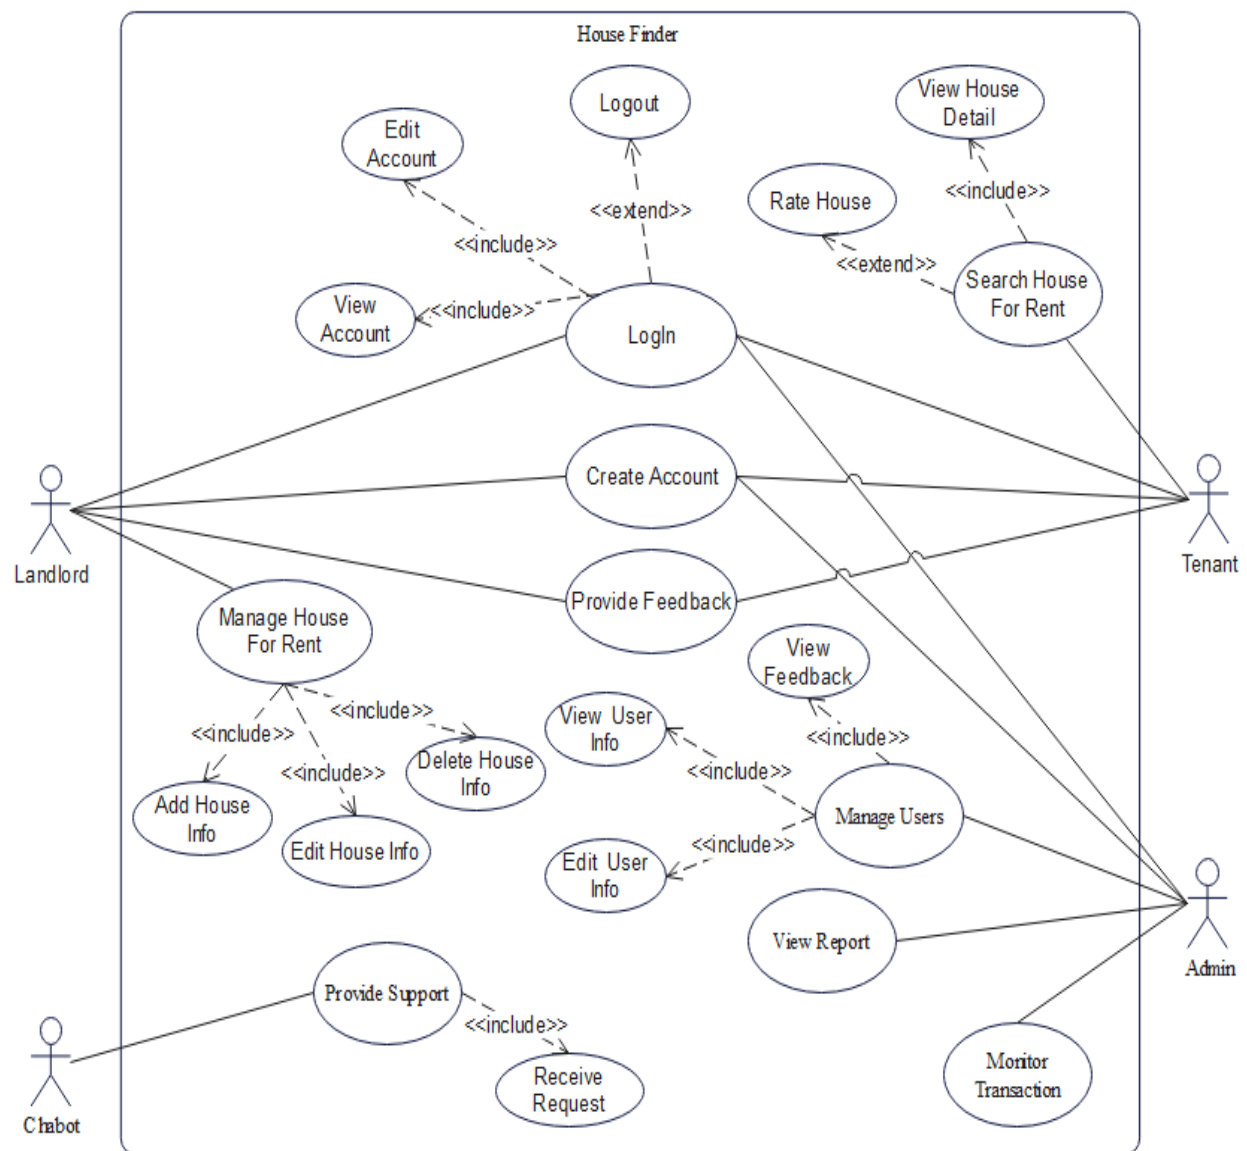 House Finder
Logout
View House
Detail
Edit
Account
<<include>>
Rate House
<<extend>>
<<include>>
<<extend>>
Search House
For Rent
View
Account
<<include>>
LogIn
Create Account
Landlord
Tenant
Provide Feedback
Manage House
For Rent
View
Feedback
<<include>>
<<include>>
View User
Info
<<include>>
Delete House
Info
<<include>>
<<include>>
Add House
Info
Manage Users
Edit House Info
<<include>>
Edit User
Info
View Report
Admin
Provide Support
<<include>>
Receive
Request
Monitor
Transaction
Chabot